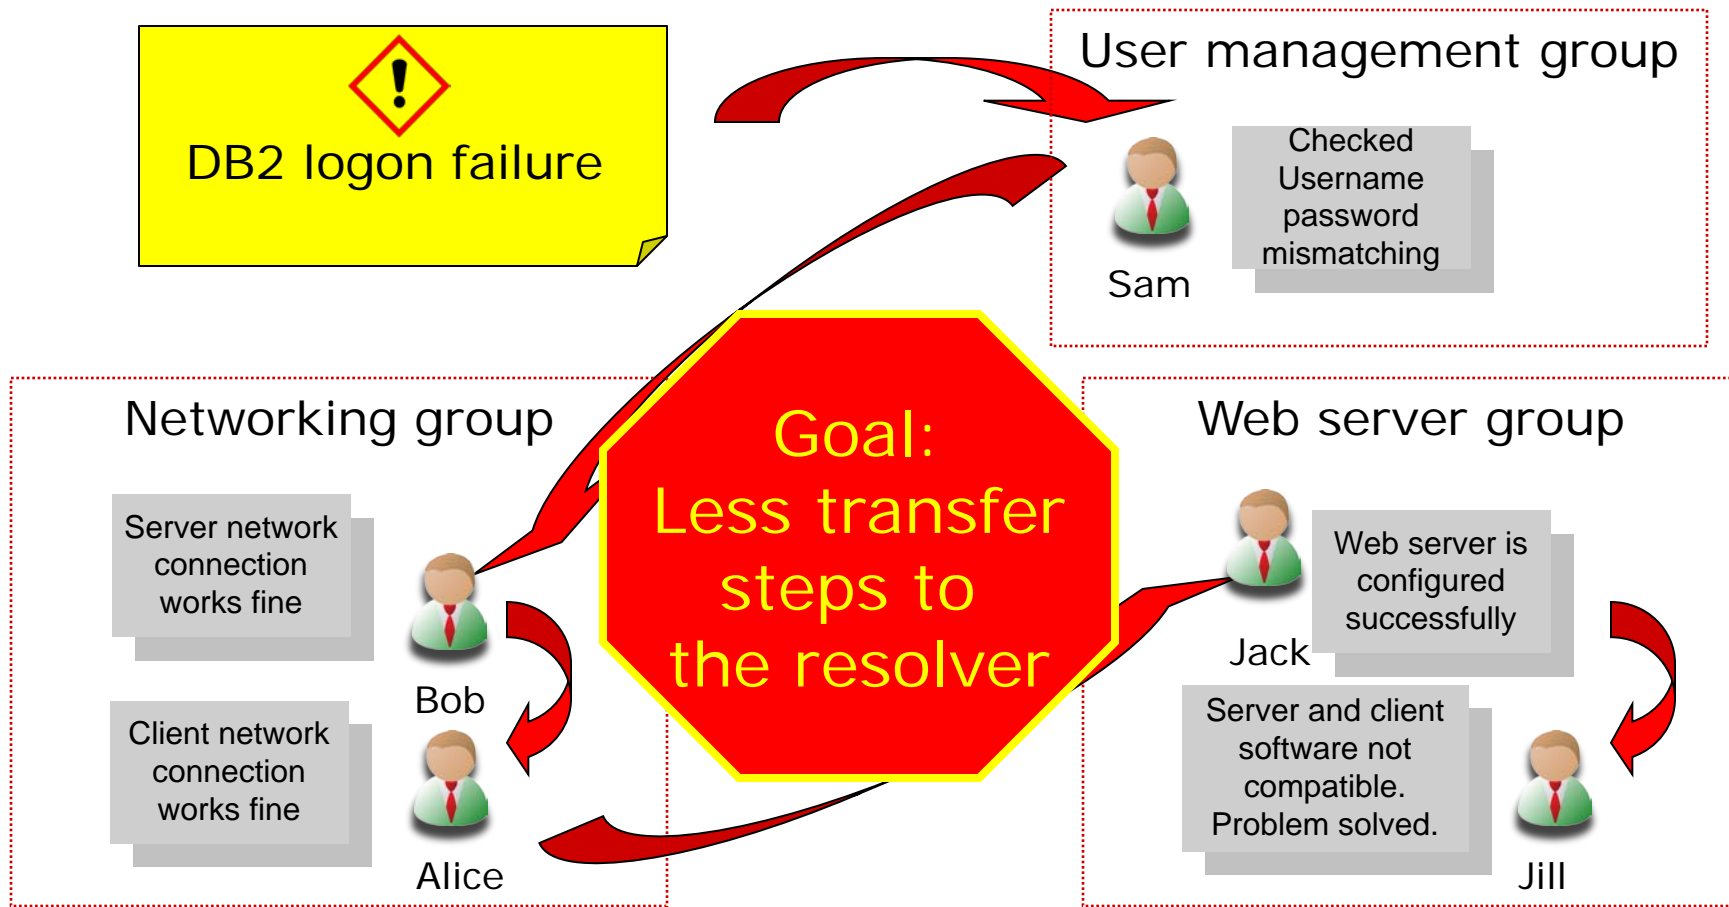 DB2 logon failure
User management group
Checked
Username
password
mismatching
Sam
Networking group
Server network
connection
works fine
Bob
Client network
connection
works fine
Alice
Goal:
Less transfer
steps to
the resolver
Web server group
Jack
Web server is
configured
successfully
Server and client
software not
compatible.
Problem solved.
Jill